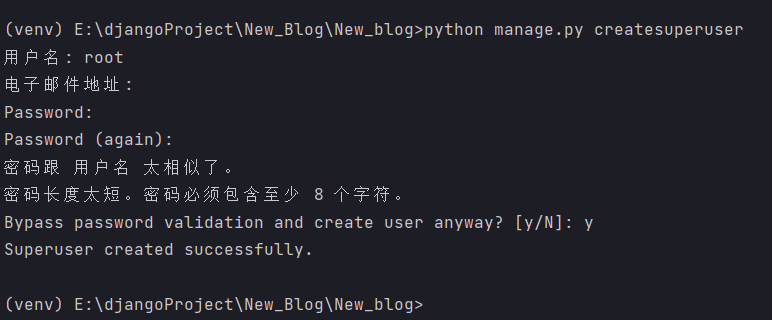 (venv) E:\djangoProject\New_Blog\New_blog>python manage.py createsuperuser
用户名: root
电子邮件地址:
Password:
Password (again):
密码跟 用户名 太相似了。
密码长度太短。密码必须包含至少 8 个字符。
Bypass password validation and create user anyway? [y/N]: y
Superuser created successfully.
(venv) E:\djangoProject\New_Blog\New_blog>